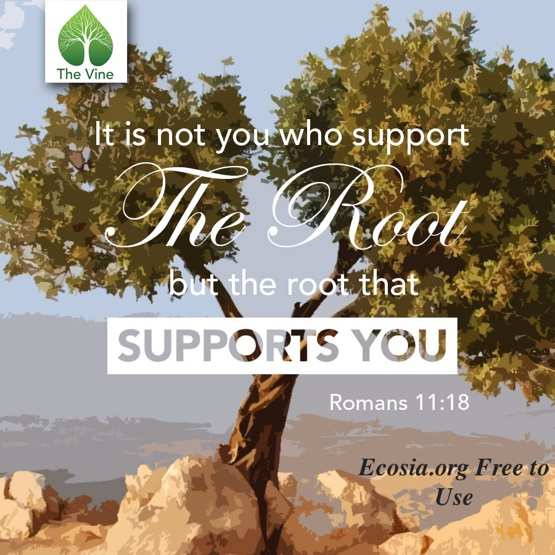 The Vine
It is not you who support
The Root
but the root that
SUPPORTS YOU
Romans 11:18
Ecosia.org Free to
Use